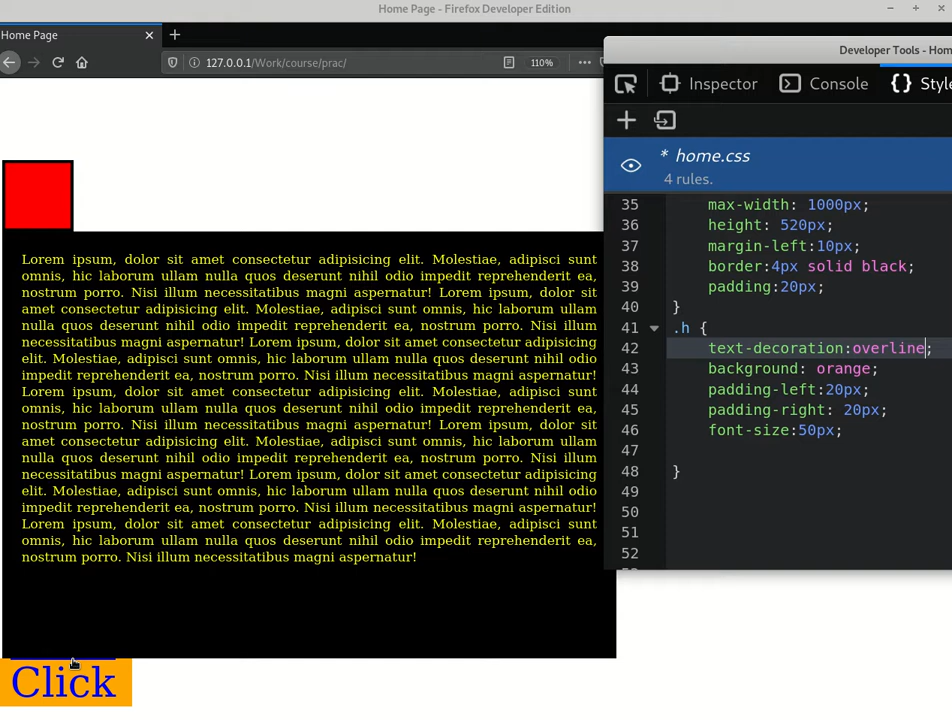 Home Page - Firefox Developer Edition
Home Page
127.0.0.1/Work/course/prac/
110%
Developer Tools - Hom
Inspector
Console
{} Style
* home.css
4 rules.
35 max-width: 1000px;
36 height: 520px;
37 margin-left:10px;
38 border:4px solid black;
39 padding:20px;
40 }
41 .h {
42 text-decoration:overline;
43 background: orange;
44 padding-left:20px;
45 padding-right: 20px;
46 font-size:50px;
47
48 }
49
50
51
52
Lorem ipsum, dolor sit amet consectetur adipisicing elit. Molestiae, adipisci sunt
omnis, hic laborum ullam nulla quos deserunt nihil odio impedit reprehenderit ea,
nostrum porro. Nisi illum necessitatibus magni aspernatur! Lorem ipsum, dolor sit
amet consectetur adipisicing elit. Molestiae, adipisci sunt omnis, hic laborum ullam
nulla quos deserunt nihil odio impedit reprehenderit ea, nostrum porro. Nisi illum
necessitatibus magni aspernatur! Lorem ipsum, dolor sit amet consectetur adipisicing
elit. Molestiae, adipisci sunt omnis, hic laborum ullam nulla quos deserunt nihil odio
impedit reprehenderit ea, nostrum porro. Nisi illum necessitatibus magni aspernatur!
Lorem ipsum, dolor sit amet consectetur adipisicing elit. Molestiae, adipisci sunt
omnis, hic laborum ullam nulla quos deserunt nihil odio impedit reprehenderit ea,
nostrum porro. Nisi illum necessitatibus magni aspernatur! Lorem ipsum, dolor sit
amet consectetur adipisicing elit. Molestiae, adipisci sunt omnis, hic laborum ullam
nulla quos deserunt nihil odio impedit reprehenderit ea, nostrum porro. Nisi illum
necessitatibus magni aspernatur! Lorem ipsum, dolor sit amet consectetur adipisicing
elit. Molestiae, adipisci sunt omnis, hic laborum ullam nulla quos deserunt nihil odio
impedit reprehenderit ea, nostrum porro. Nisi illum necessitatibus magni aspernatur!
Lorem ipsum, dolor sit amet consectetur adipisicing elit. Molestiae, adipisci sunt
omnis, hic laborum ullam nulla quos deserunt nihil odio impedit reprehenderit ea,
nostrum porro. Nisi illum necessitatibus magni aspernatur!
Click